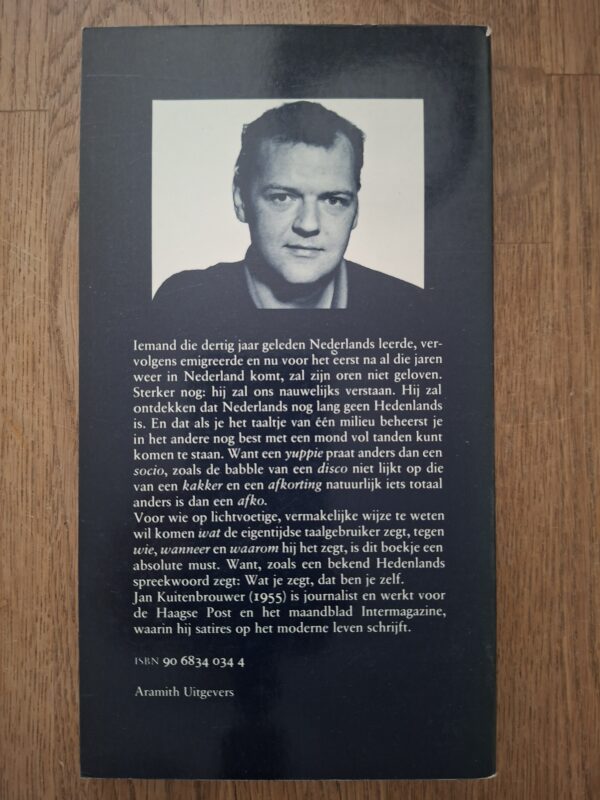 Iemand die dertig jaar geleden Nederlands leerde, ver-
volgens emigreerde en nu voor het eerst na al die jaren
weer in Nederland komt, zal zijn oren niet geloven.
Sterker nog: hij zal ons nauwelijks verstaan. Hij zal
ontdekken dat Nederlands nog lang geen Hedenlands
is. En dat als je het taaltje van één milieu beheerst je
in het andere nog best met een mond vol tanden kunt
komen te staan. Want een yuppie praat anders dan een
socio, zoals de babble van een disco niet lijkt op die
van een kakker en een afkorting natuurlijk iets totaal
anders is dan een afko.
Voor wie op lichtvoetige, vermakelijke wijze te weten
wil komen wat de eigentijdse taalgebruiker zegt, tegen
wie, wanneer en waarom hij het zegt, is dit boekje een
absolute must. Want, zoals een bekend Hedenlands
spreekwoord zegt: Wat je zegt, dat ben je zelf.
Jan Kuitenbrouwer (1955) is journalist en werkt voor
de Haagse Post en het maandblad Intermagazine,
waarin hij satires op het moderne leven schrijft.
ISBN 90 6834 034 4
Aramith Uitgevers